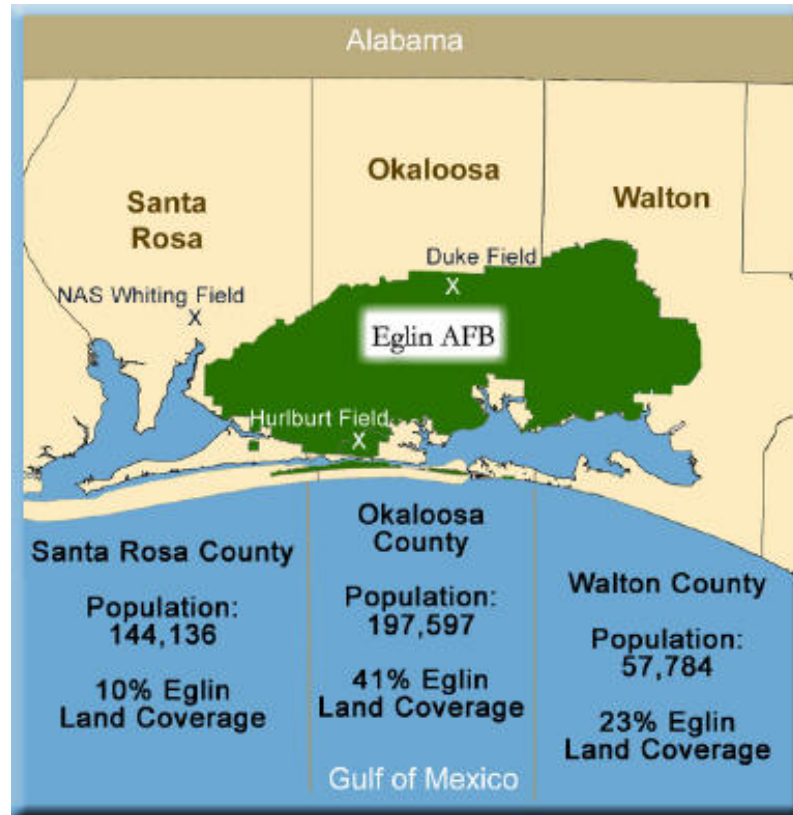 Alabama
Okaloosa
Santa
Rosa
Walton
Duke Field
X
NAS Whiting Field
X
Eglin AFB
Hurlburt Field
X
Santa Rosa County
Population:
144,136
10% Eglin
Land Coverage
Okaloosa
County
Population:
197,597
41% Eglin
Land Coverage
Walton County
Population:
57,784
23% Eglin
Land Coverage
Gulf of Mexico